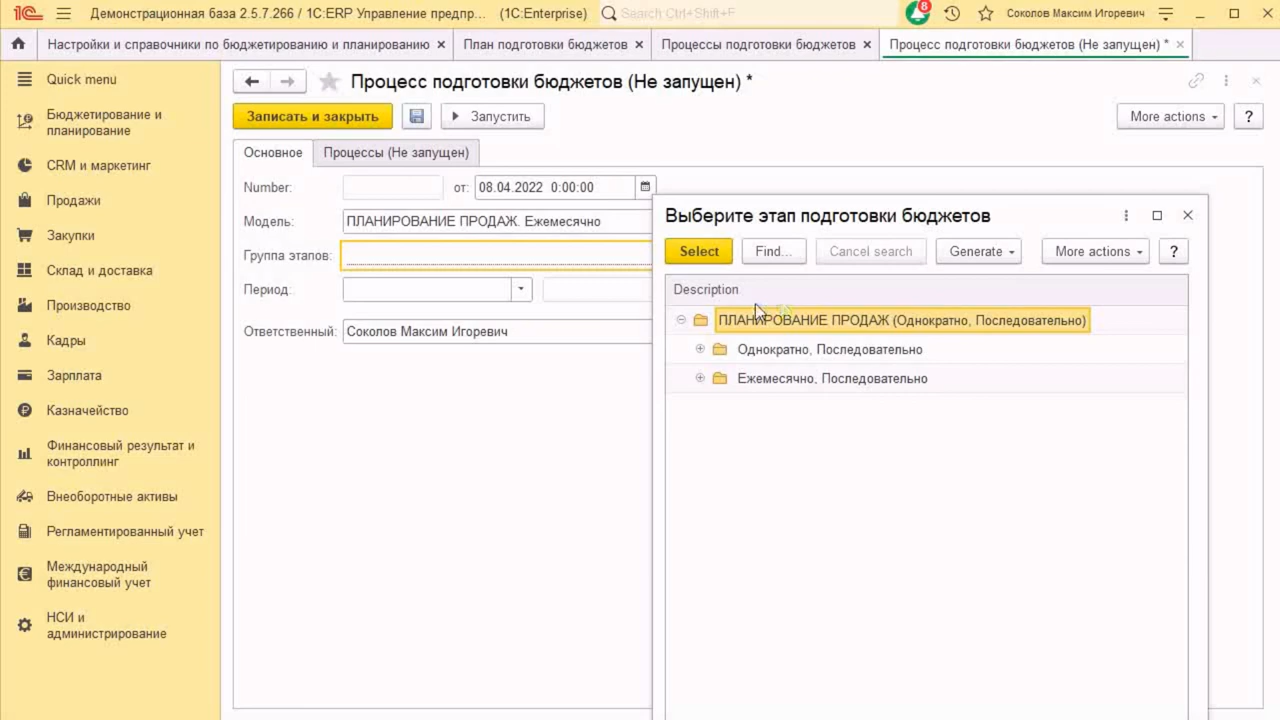 Демонстрационная база 2.5.7.266 / 1С:ERP Управление предпр... (1C:Enterprise) Search Ctrl+Shift+F 8 Соколов Максим Игоревич
Настройки и справочники по бюджетированию и планированию × План подготовки бюджетов × Процессы подготовки бюджетов × Процесс подготовки бюджетов (Не запущен) * ×
Quick menu
Бюджетирование и
планирование
CRM и маркетинг
Продажи
Закупки
Склад и доставка
Производство
Кадры
Зарплата
Казначейство
Финансовый результат и
контроллинг
Внеоборотные активы
Регламентированный учет
Международный
финансовый учет
НСИ и
администрирование
Процесс подготовки бюджетов (Не запущен) *
Записать и закрыть Запустить More actions ?
Основное Процессы (Не запущен)
Number: от: 08.04.2022 0:00:00
Модель: ПЛАНИРОВАНИЕ ПРОДАЖ. Ежемесячно
Группа этапов:
Период:
Ответственный: Соколов Максим Игоревич
Выберите этап подготовки бюджетов
Select Find... Cancel search Generate More actions ?
Description
ПЛАНИРОВАНИЕ ПРОДАЖ (Однократно, Последовательно)
Однократно, Последовательно
Ежемесячно, Последовательно